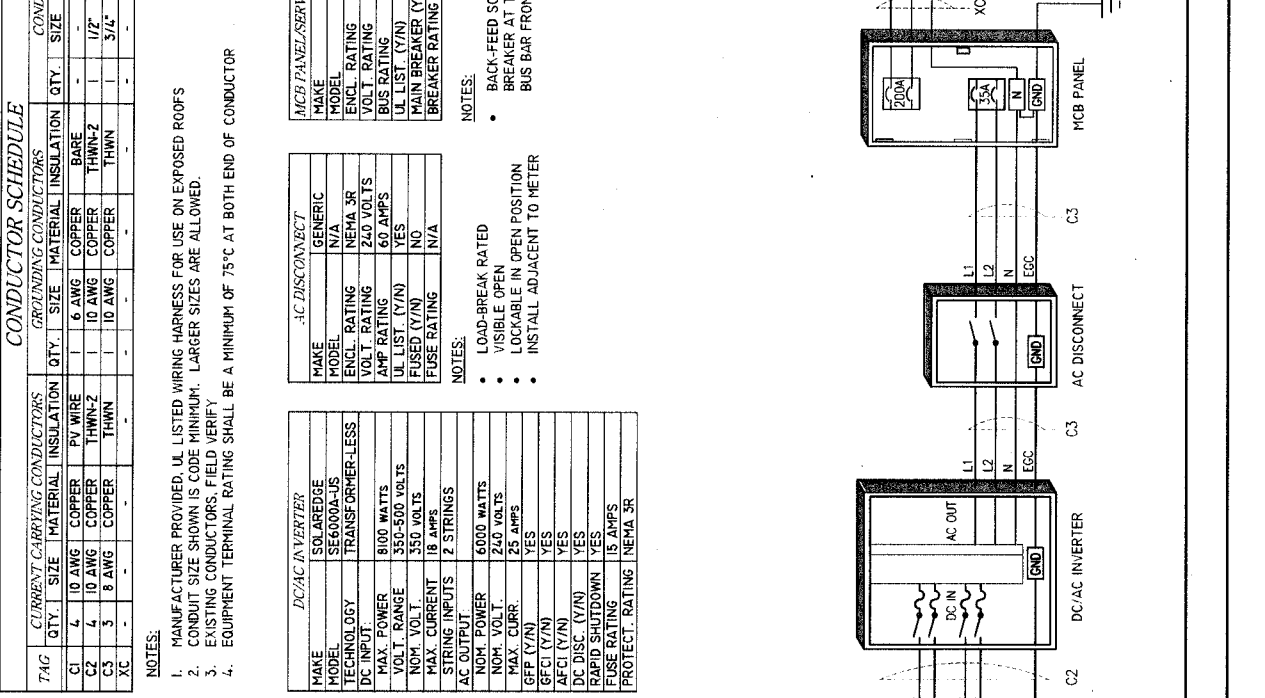 CONDUCTOR SCHEDULE
TAG CURRENT CARRYING CONDUCTORS GROUNDING CONDUCTORS
QTY. SIZE MATERIAL INSULATION QTY. SIZE MATERIAL INSULATION QTY. SIZE
C1 4 10 AWG COPPER PV WIRE 1 6 AWG COPPER BARE - -
C2 4 10 AWG COPPER THWN-2 1 10 AWG COPPER THWN-2 1 1/2"
C3 3 8 AWG COPPER THWN 1 10 AWG COPPER THWN 1 3/4"
XC - - - - - - - - - -
NOTES:
1. MANUFACTURER PROVIDED, UL LISTED WIRING HARNESS FOR USE ON EXPOSED ROOFS
2. CONDUIT SIZE SHOWN IS CODE MINIMUM. LARGER SIZES ARE ALLOWED.
3. EXISTING CONDUCTORS, FIELD VERIFY
4. EQUIPMENT TERMINAL RATING SHALL BE A MINIMUM OF 75°C AT BOTH END OF CONDUCTOR
DC/AC INVERTER
MAKE SOLAREDGE
MODEL SE6000A-US
TECHNOLOGY TRANSFORMER-LESS
DC INPUT:
MAX. POWER 8100 WATTS
VOLT. RANGE 350-500 VOLTS
NOM. VOLT. 350 VOLTS
MAX. CURRENT 18 AMPS
STRING INPUTS 2 STRINGS
AC OUTPUT
NOM. POWER 6000 WATTS
NOM. VOLT. 240 VOLTS
MAX. CURR. 25 AMPS
GFP (Y/N) YES
GFCI (Y/N) YES
AFCI (Y/N) YES
DC DISC. (Y/N) YES
RAPID SHUTDOWN YES
FUSE RATING 15 AMPS
PROTECT. RATING NEMA 3R
AC DISCONNECT
MAKE GENERIC
MODEL N/A
ENCL. RATING NEMA 3R
VOLT. RATING 240 VOLTS
AMP RATING 60 AMPS
UL LIST. (Y/N) YES
FUSED (Y/N) NO
FUSE RATING N/A
NOTES:
• LOAD-BREAK RATED
• VISIBLE OPEN
• LOCKABLE IN OPEN POSITION
• INSTALL ADJACENT TO METER
MCB PANEL/SERV
MAKE
MODEL
ENCL. RATING
VOLT. RATING
BUS RATING
UL LIST. (Y/N)
MAIN BREAKER (Y
BREAKER RATING
NOTES:
• BACK-FEED
BREAKER AT
BUS BAR FRON
C2
DC IN
AC OUT
GND
DC/AC INVERTER
L1
L2
N
EGC
C3
GND
AC DISCONNECT
L1
L2
N
EGC
C3
200A
35A
N
GND
MCB PANEL
XC